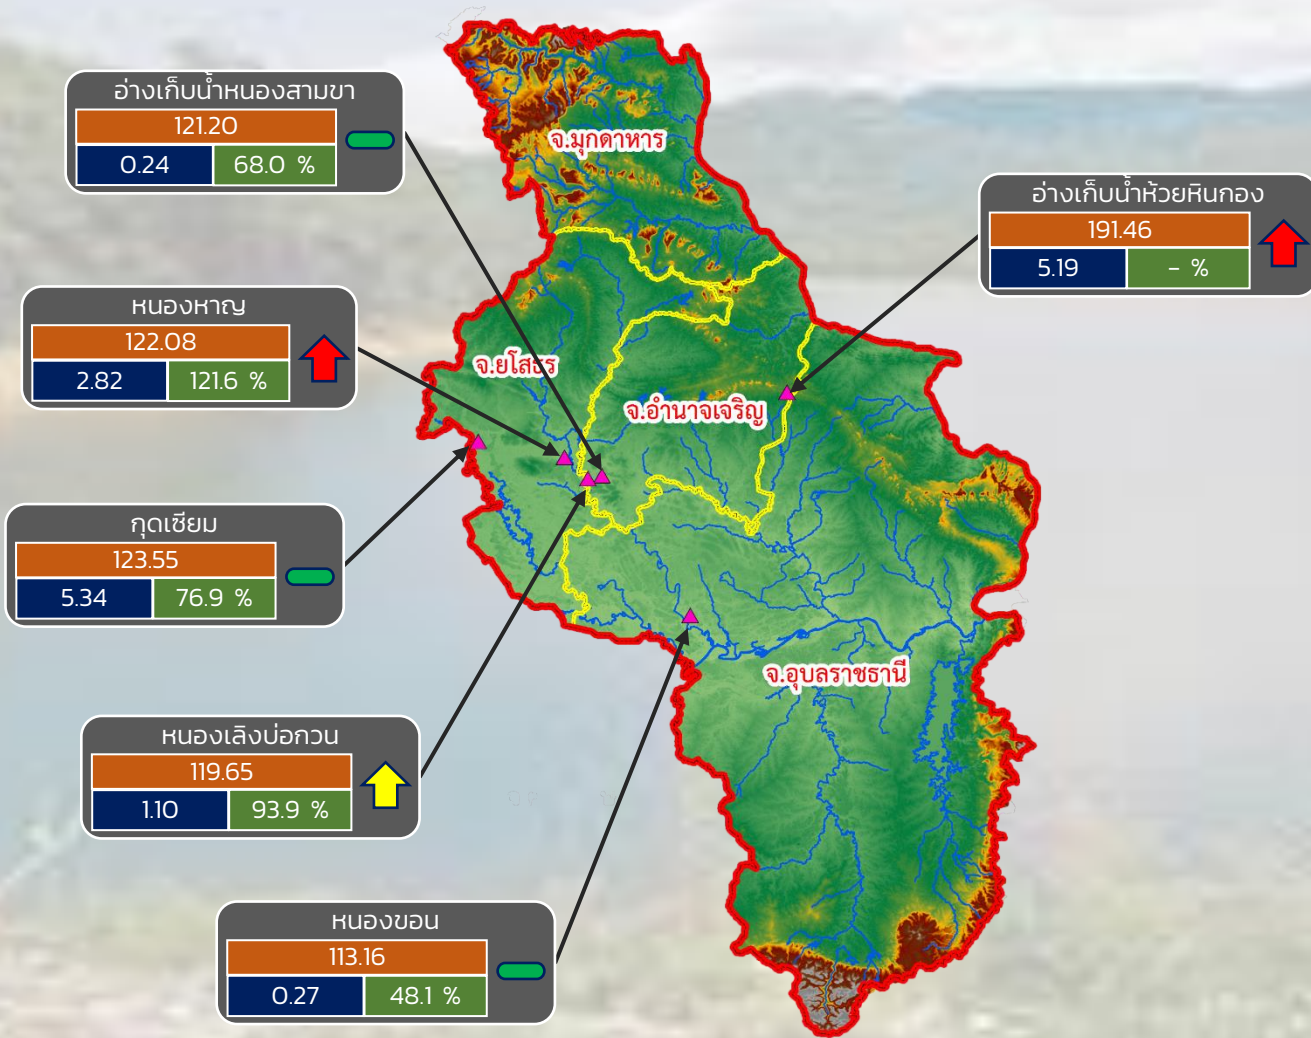 อ่างเก็บน้ำหนองสามขา
121.20
0.24 68.0 %
จ.มุกดาหาร
อ่างเก็บน้ำห้วยหินกอง
191.46
5.19 - %
หนองหาญ
122.08
2.82 121.6 %
จ.ยโสธร
จ.อำนาจเจริญ
กุดเซียม
123.55
5.34 76.9 %
จ.อุบลราชธานี
หนองเลิงบ่อกวน
119.65
1.10 93.9 %
หนองขอน
113.16
0.27 48.1 %